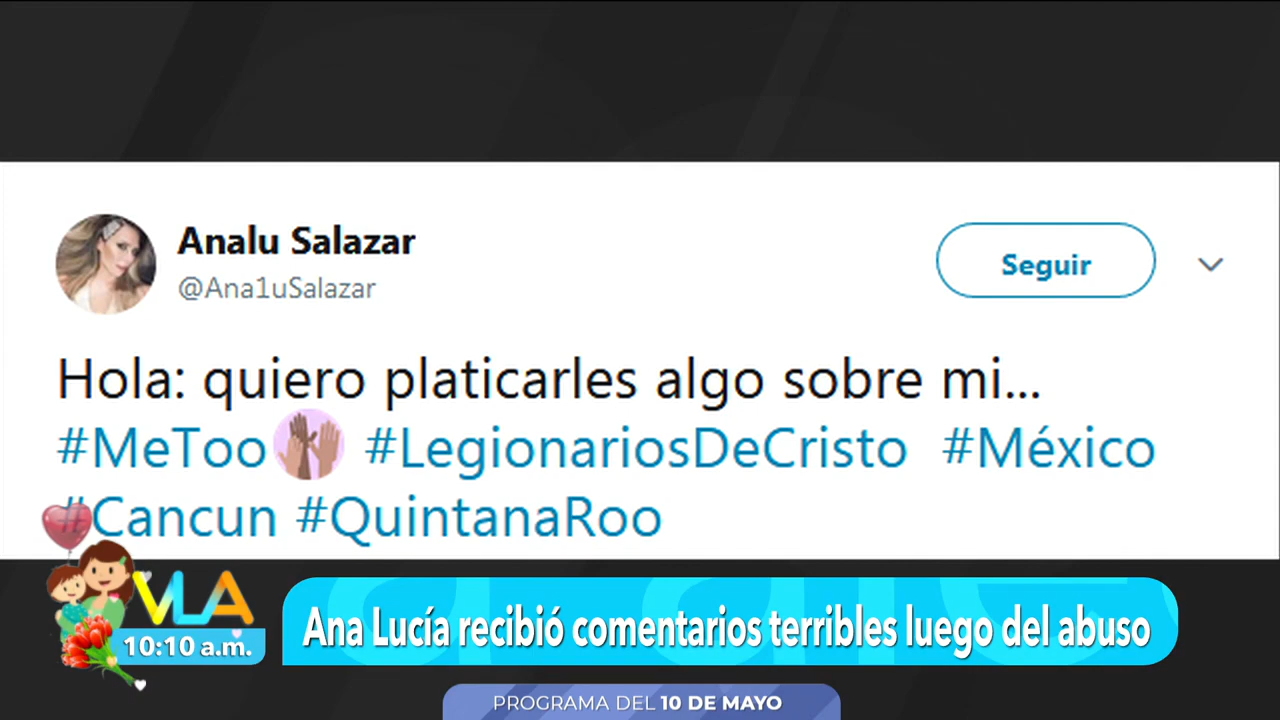 Analu Salazar
@Ana1uSalazar
Seguir
Hola: quiero platicarles algo sobre mi...
#MeToo #LegionariosDeCristo #México
#Cancun #QuintanaRoo
VLA
10:10 a.m.
Ana Lucía recibió comentarios terribles luego del abuso
PROGRAMA DEL 10 DE MAYO